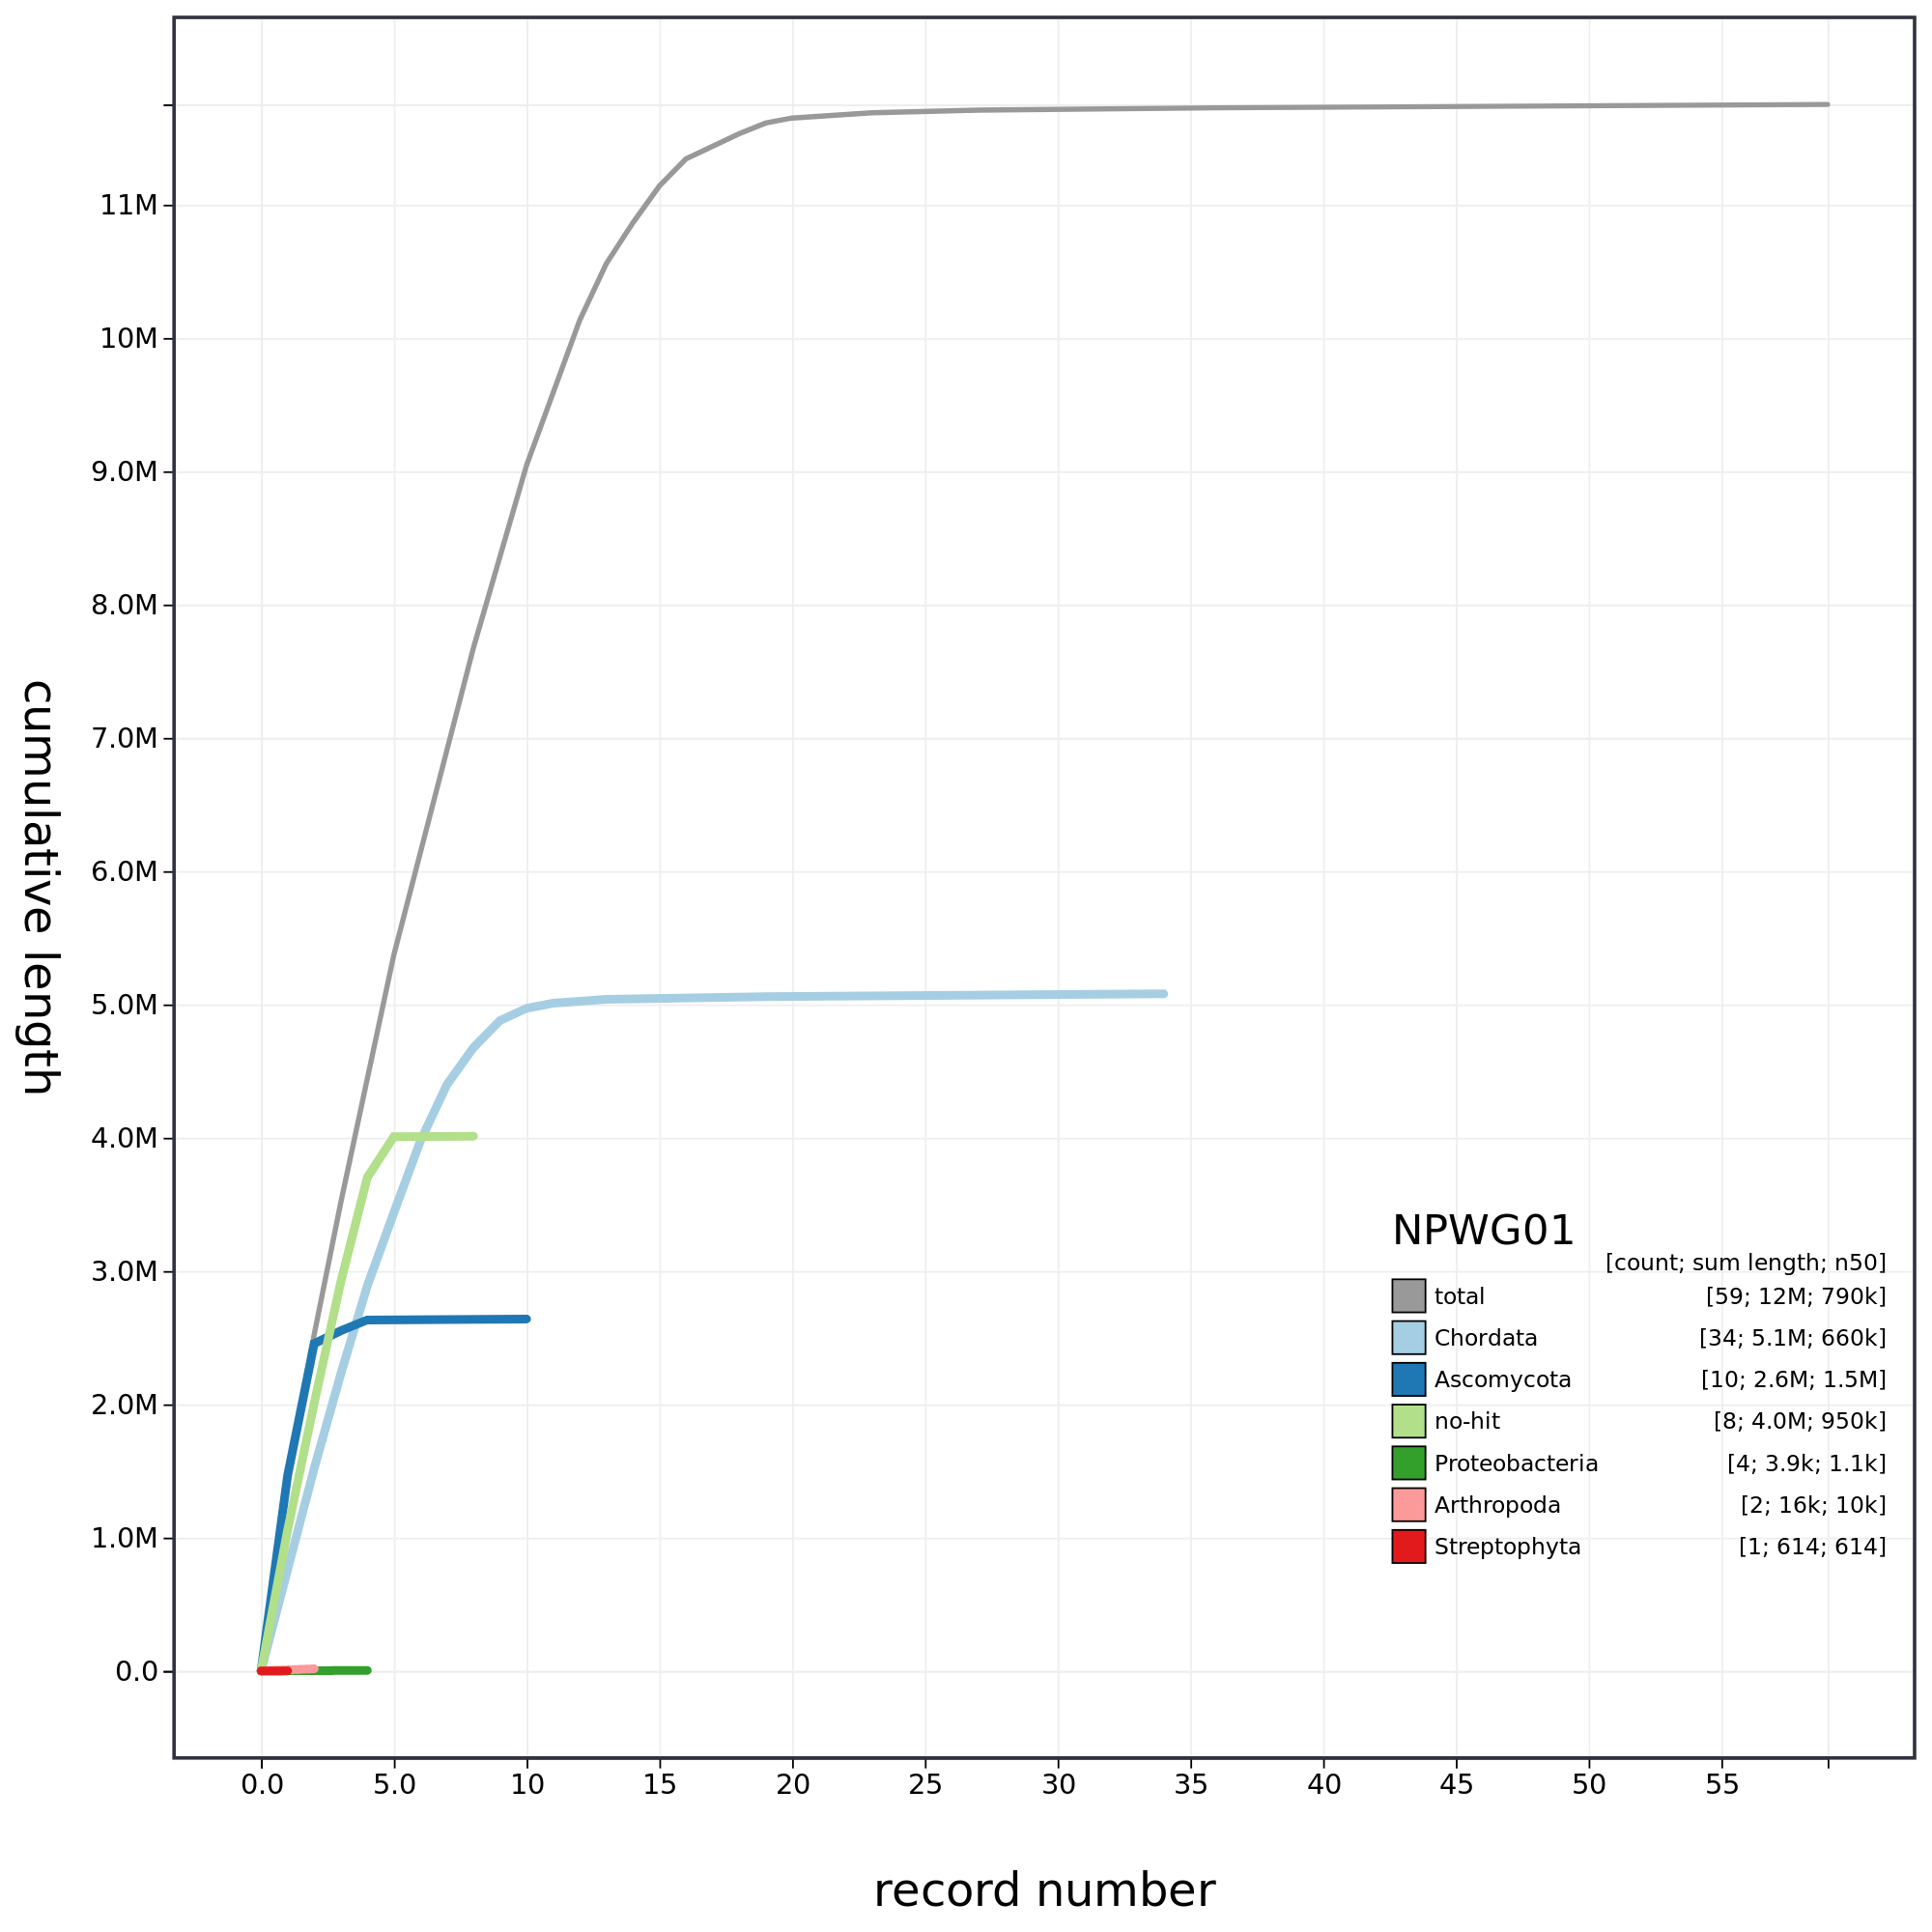 11M
10M
9.0M
8.0M
7.0M
6.0M
5.0M
4.0M
3.0M
2.0M
1.0M
0.0
cumulative length
NPWG01
[count; sum length; n50]
total [59; 12M; 790k]
Chordata [34; 5.1M; 660k]
Ascomycota [10; 2.6M; 1.5M]
no-hit [8; 4.0M; 950k]
Proteobacteria [4; 3.9k; 1.1k]
Arthropoda [2; 16k; 10k]
Streptophyta [1; 614; 614]
0.0 5.0 10 15 20 25 30 35 40 45 50 55
record number